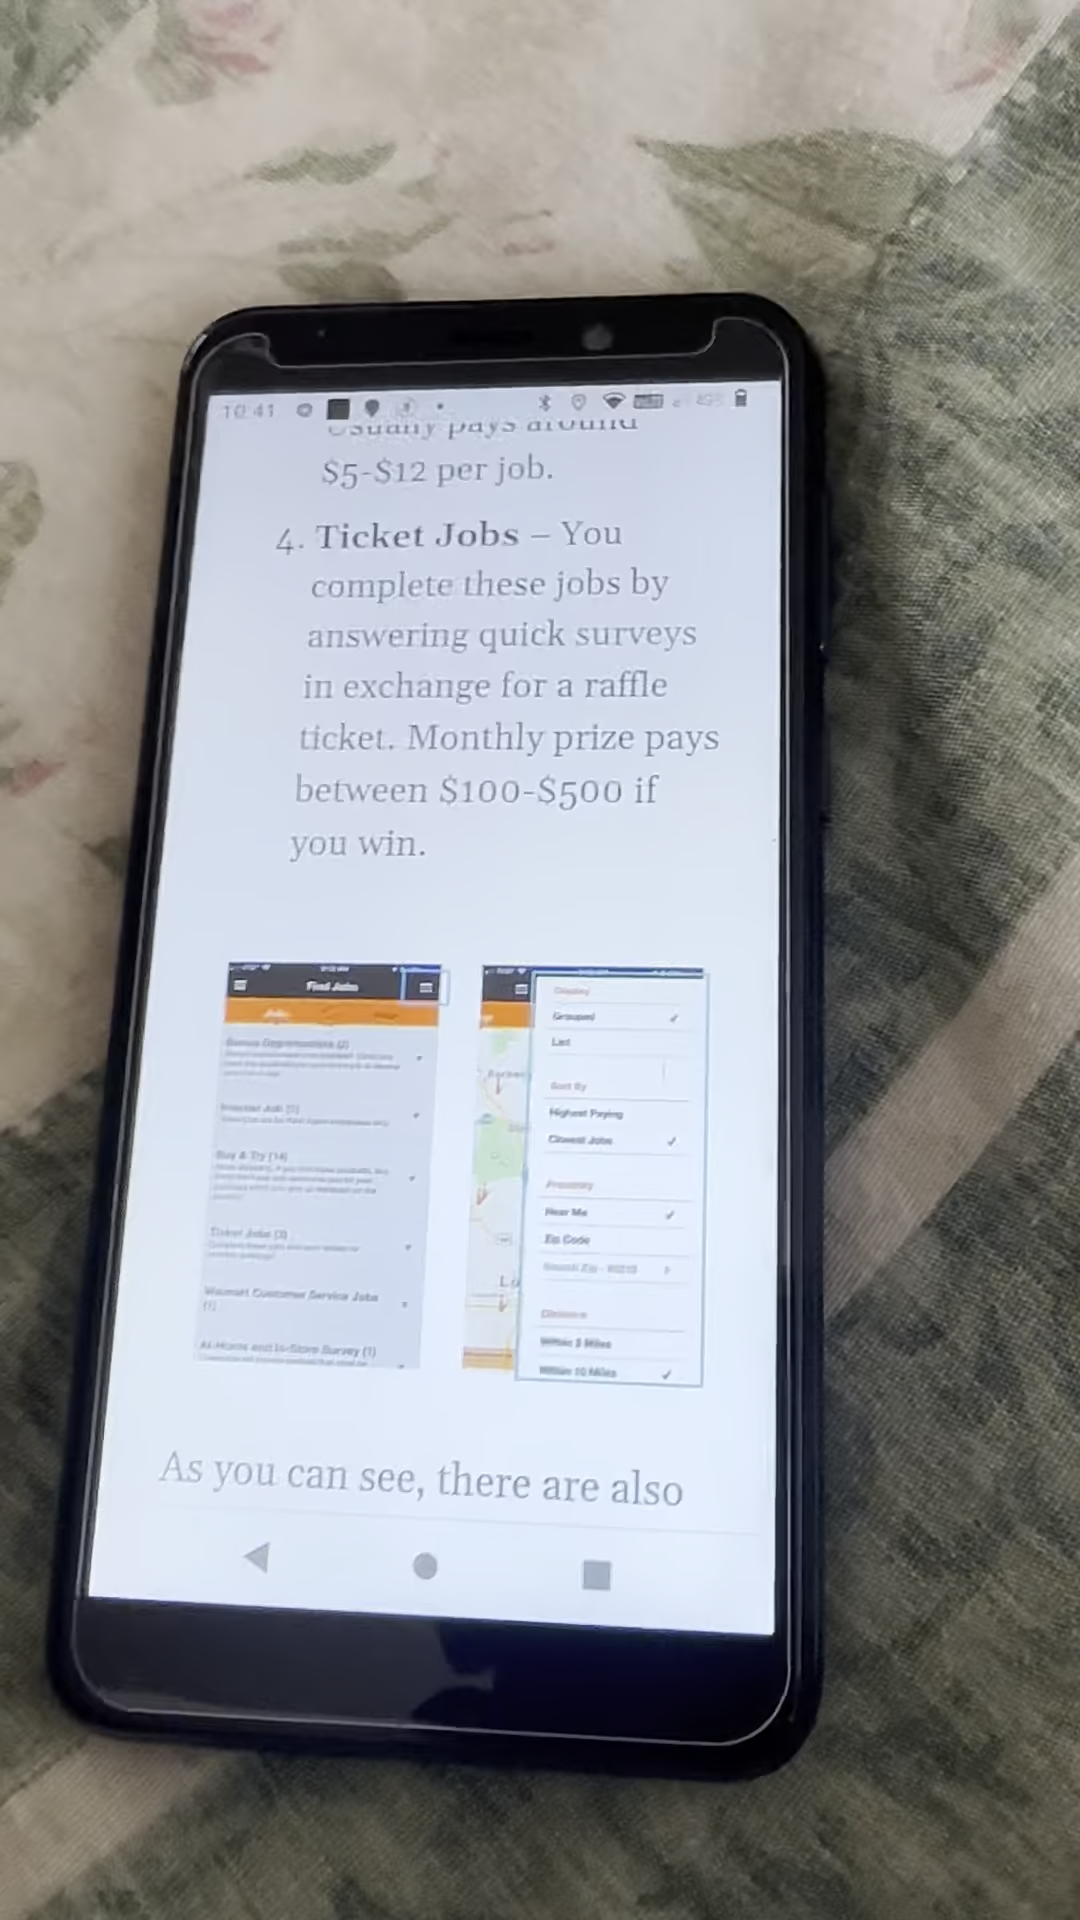 10:41
Usually pays around
$5-$12 per job.
4. Ticket Jobs – You
complete these jobs by
answering quick surveys
in exchange for a raffle
ticket. Monthly prize pays
between $100-$500 if
you win.
Find Jobs
Jobs
Bonus Opportunities (2)
Buy & Try (14)
Ticket Jobs (3)
Walmart Customer Service Jobs
(1)
At-Home and In-Store Survey (1)
Display
Grouped
List
Sort By
Highest Paying
Closest Jobs
Proximity
Near Me
Zip Code
Distance
Within 5 Miles
Within 10 Miles
As you can see, there are also